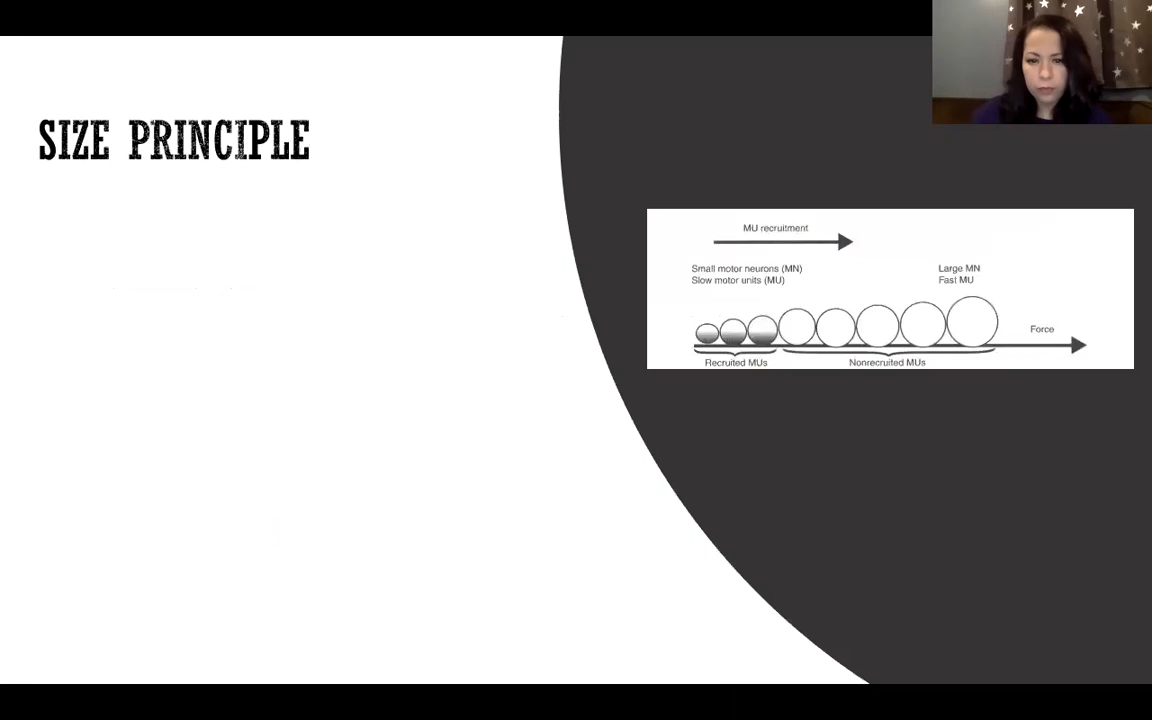 SIZE PRINCIPLE
MU recruitment
Small motor neurons (MN)
Slow motor units (MU)
Large MN
Fast MU
Force
Recruited MUs
Nonrecruited MUs